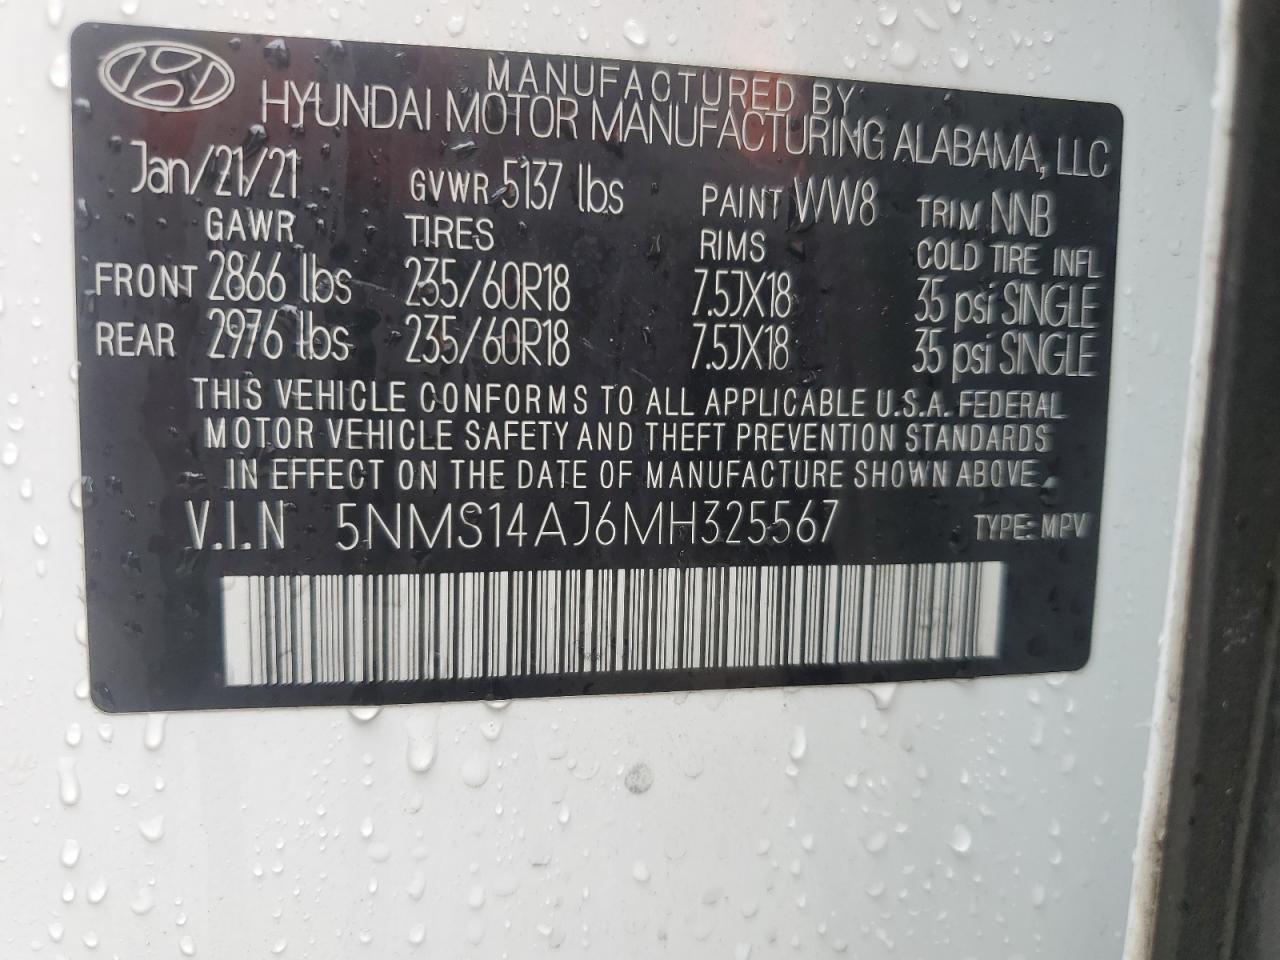 MANUFACTURED BY
HYUNDAI MOTOR MANUFACTURING ALABAMA, LLC
Jan/21/21 GVWR 5137 lbs PAINT WW8 TRIM NNB
GAWR TIRES RIMS COLD TIRE INFL
FRONT 2866 lbs 235/60R18 7.5JX18 35 psi SINGLE
REAR 2976 lbs 235/60R18 7.5JX18 35 psi SINGLE
THIS VEHICLE CONFORMS TO ALL APPLICABLE U.S.A. FEDERAL
MOTOR VEHICLE SAFETY AND THEFT PREVENTION STANDARDS
IN EFFECT ON THE DATE OF MANUFACTURE SHOWN ABOVE.
V.I.N 5NMS14AJ6MH325567 TYPE: MPV